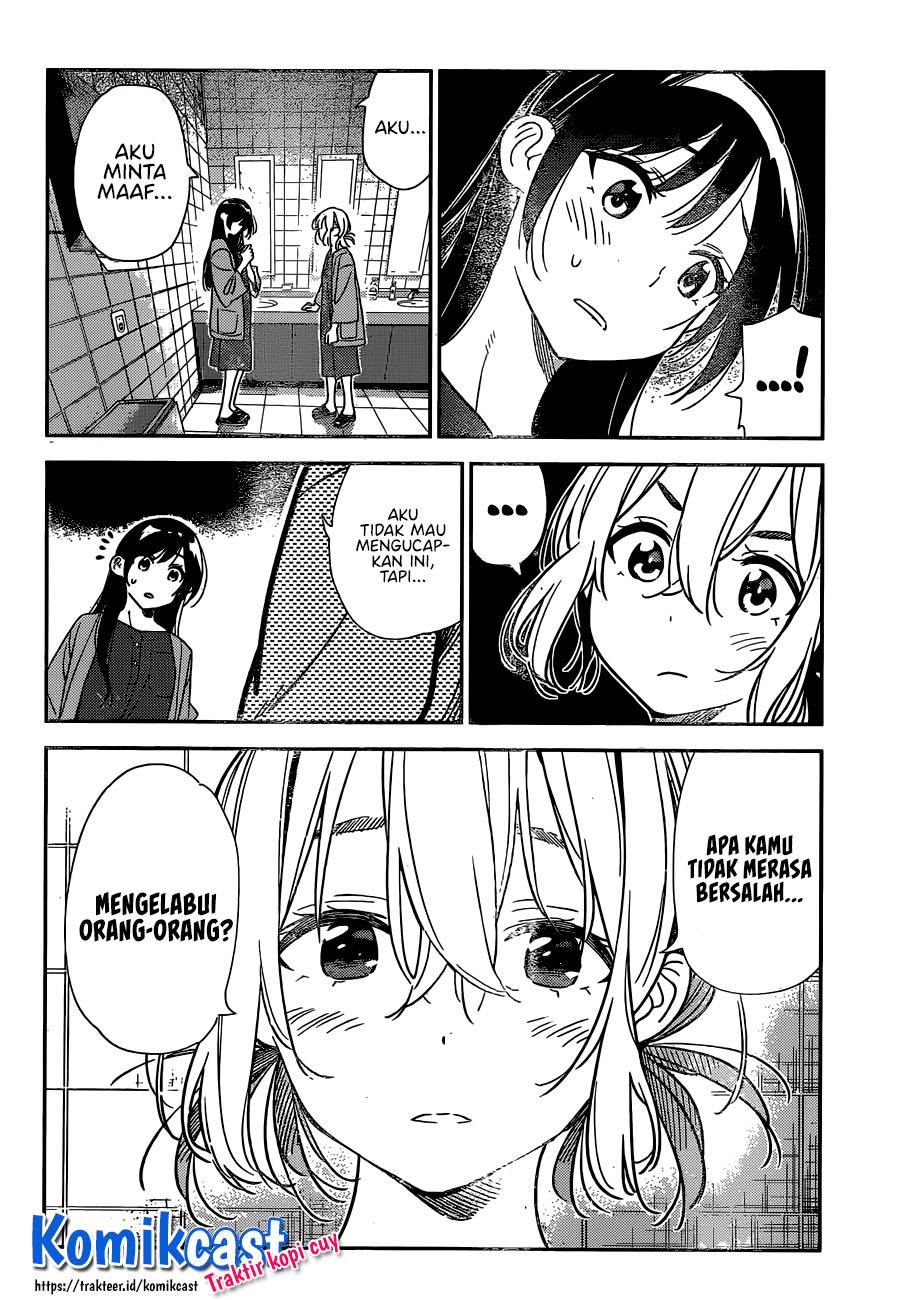 ....!
AKU...
AKU
MINTA
MAAF...
...
AKU
TIDAK MAU
MENGUCAP-
KAN INI,
TAPI...
APA KAMU
TIDAK MERASA
BERSALAH...
MENGELABUI
ORANG-ORANG?
Komikcast
Traktir kopi cuy
https://trakteer.id/komikcast